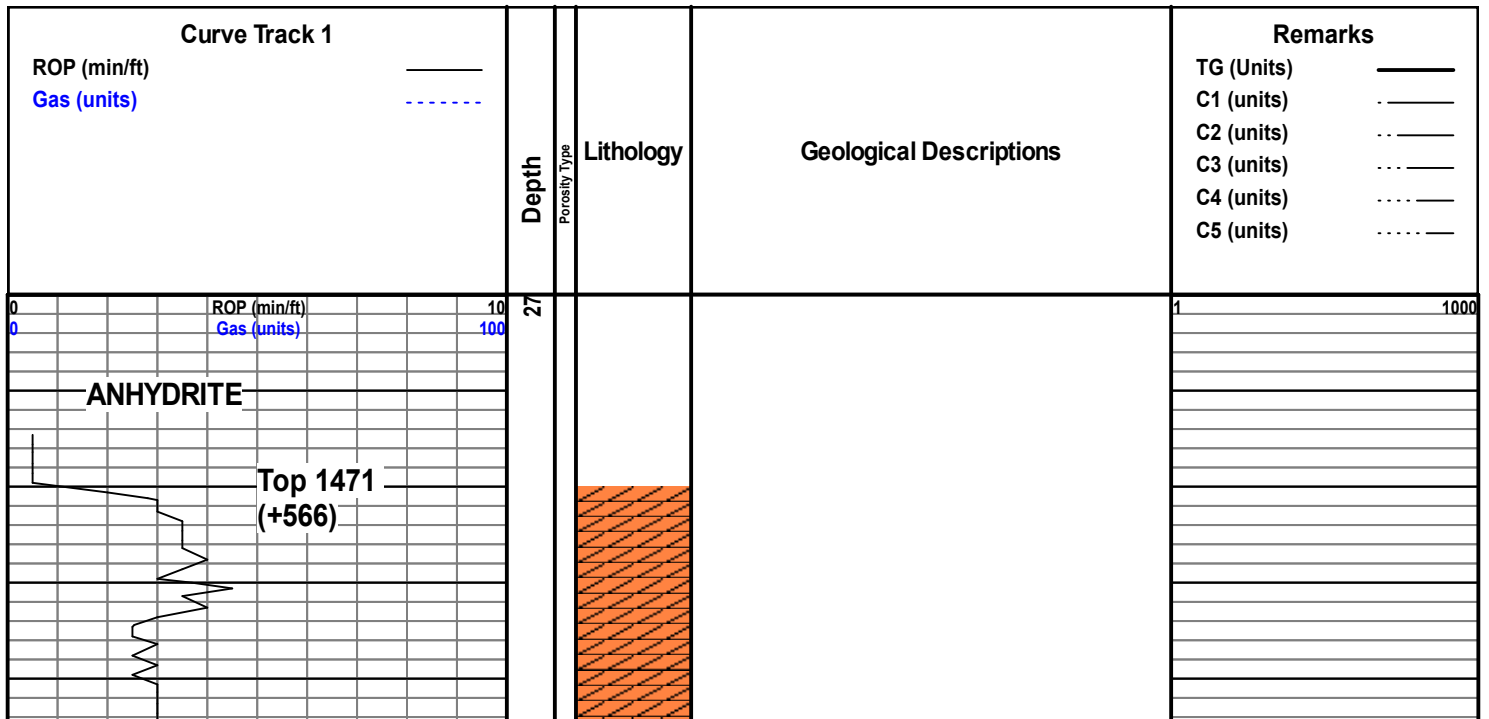 Curve Track 1
ROP (min/ft)
Gas (units)
Depth
Porosity Type
Lithology
Geological Descriptions
Remarks
TG (Units)
C1 (units)
C2 (units)
C3 (units)
C4 (units)
C5 (units)
0 ROP (min/ft) 10
0 Gas (units) 100
27
1 1000
ANHYDRITE
Top 1471
(+566)